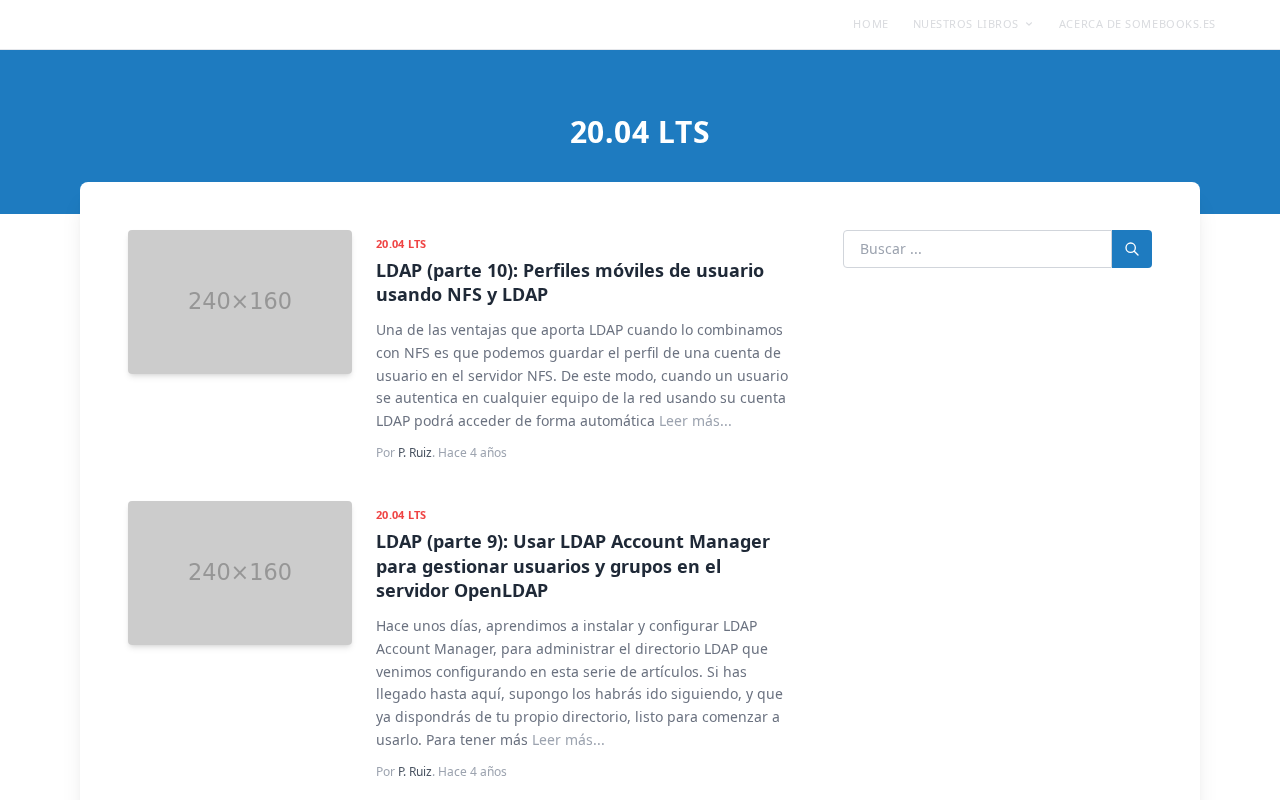 HOME NUESTROS LIBROS ACERCA DE SOMEBOOKS.ES
20.04 LTS
240×160
20.04 LTS
LDAP (parte 10): Perfiles móviles de usuario
usando NFS y LDAP
Una de las ventajas que aporta LDAP cuando lo combinamos
con NFS es que podemos guardar el perfil de una cuenta de
usuario en el servidor NFS. De este modo, cuando un usuario
se autentica en cualquier equipo de la red usando su cuenta
LDAP podrá acceder de forma automática Leer más...
Por P. Ruiz. Hace 4 años
Buscar ...
240×160
20.04 LTS
LDAP (parte 9): Usar LDAP Account Manager
para gestionar usuarios y grupos en el
servidor OpenLDAP
Hace unos días, aprendimos a instalar y configurar LDAP
Account Manager, para administrar el directorio LDAP que
venimos configurando en esta serie de artículos. Si has
llegado hasta aquí, supongo los habrás ido siguiendo, y que
ya dispondrás de tu propio directorio, listo para comenzar a
usarlo. Para tener más Leer más...
Por P. Ruiz. Hace 4 años